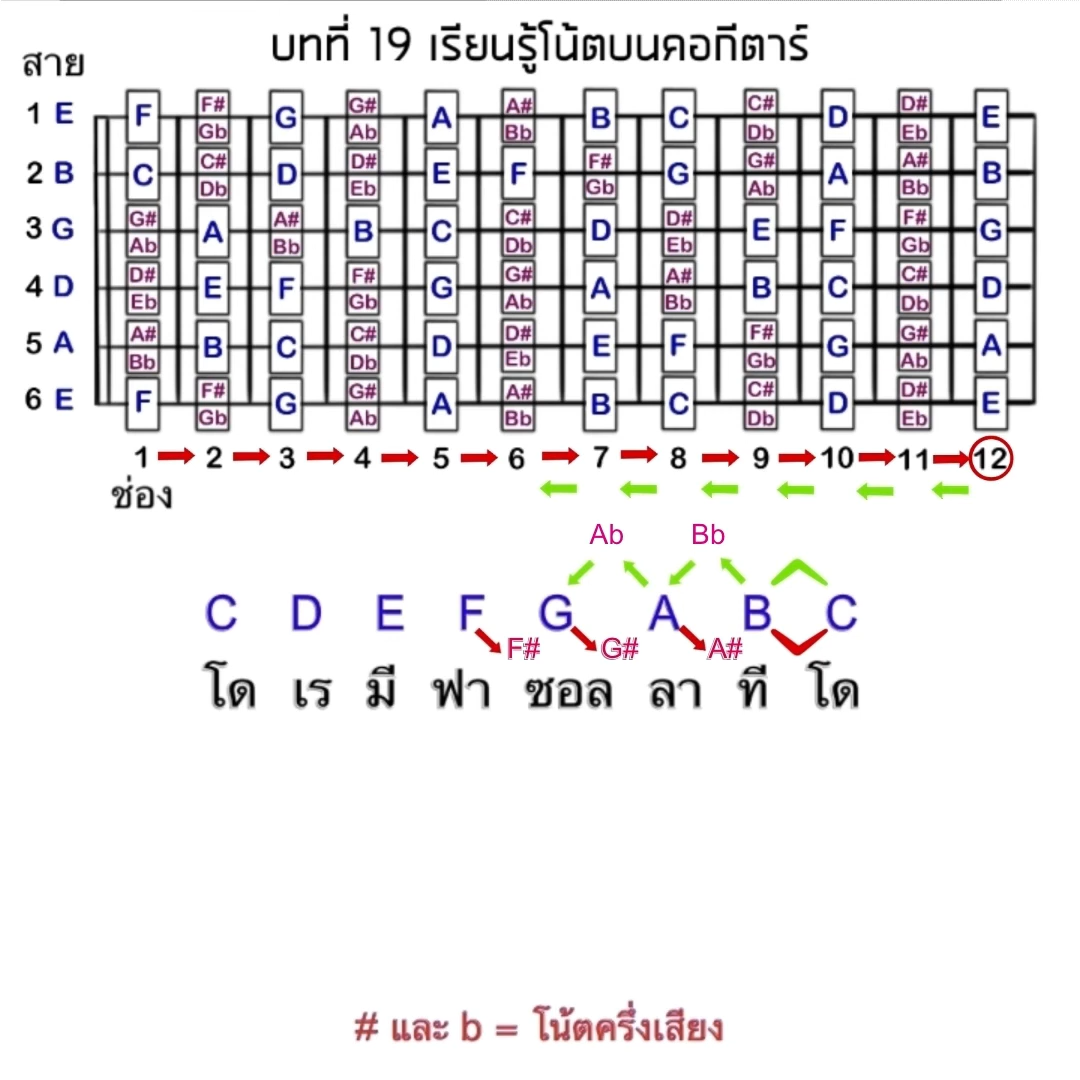 บทที่ 19 เรียนรู้โน้ตบนคอกีตาร์
สาย
1 E F F# Gb G G# Ab A A# Bb B C C# Db D D# Eb E
2 B C C# Db D D# Eb E F F# Gb G G# Ab A A# Bb B
3 G G# Ab A A# Bb B C C# Db D D# Eb E F F# Gb G
4 D D# Eb E F F# Gb G G# Ab A A# Bb B C C# Db D
5 A A# Bb B C C# Db D D# Eb E F F# Gb G G# Ab A
6 E F F# Gb G G# Ab A A# Bb B C C# Db D D# Eb E
1 2 3 4 5 6 7 8 9 10 11 12
ช่อง
Ab Bb
C D E F G A B C
F# G# A#
โด เร มี ฟา ซอล ลา ที โด
# และ b = โน้ตครึ่งเสียง